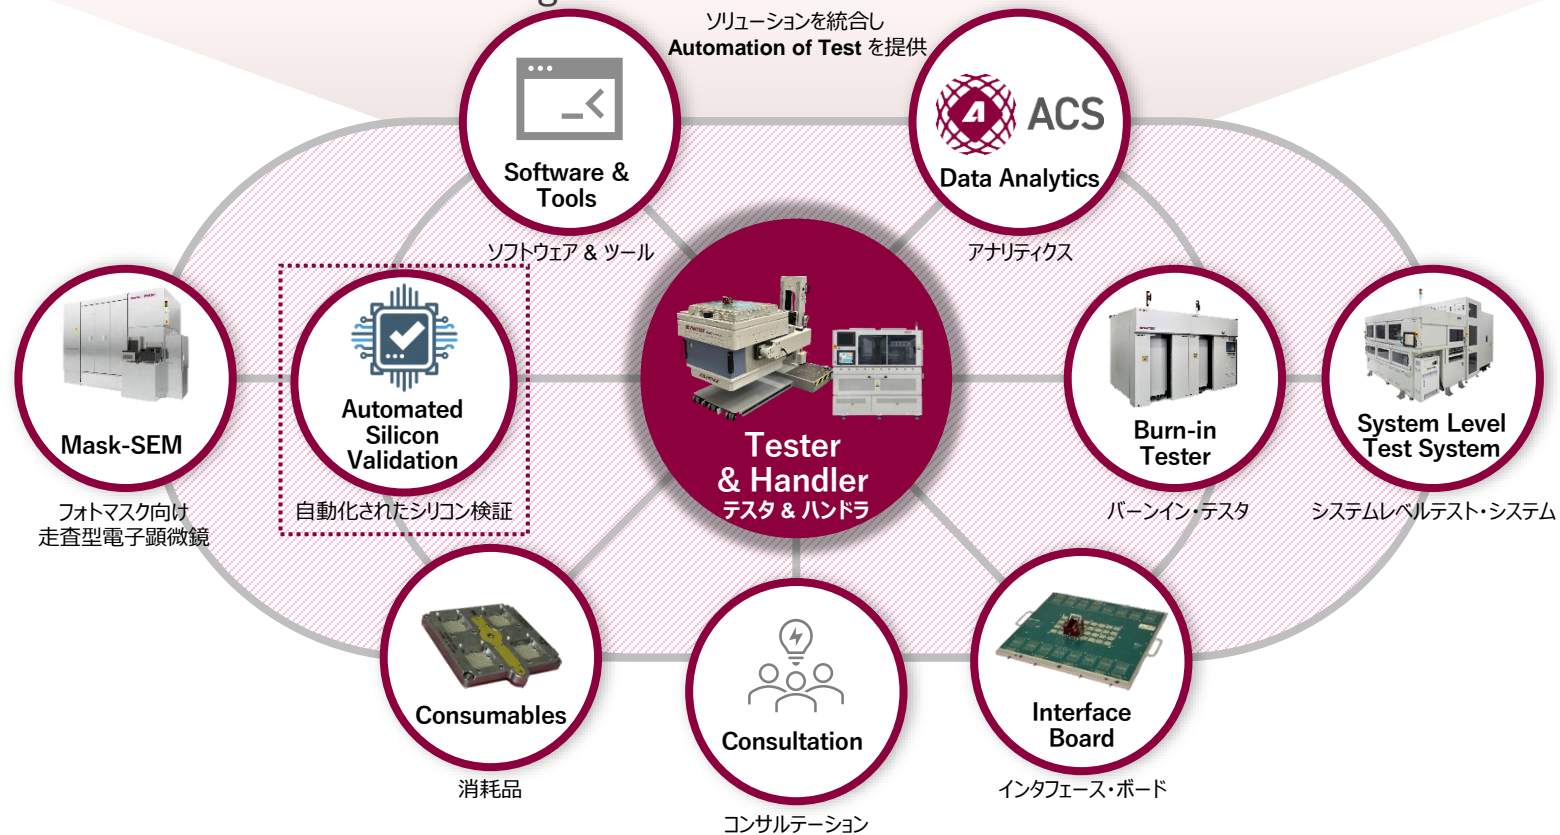 g
ソリューションを統合し
Automation of Test を提供
Software &
Tools
ソフトウェア & ツール
ACS
Data Analytics
アナリティクス
Mask-SEM
フォトマスク向け
走査型電子顕微鏡
Automated
Silicon
Validation
自動化されたシリコン検証
Tester
& Handler
テスタ & ハンドラ
Burn-in
Tester
バーンイン・テスタ
System Level
Test System
システムレベルテスト・システム
Consumables
消耗品
Consultation
コンサルテーション
Interface
Board
インタフェース・ボード